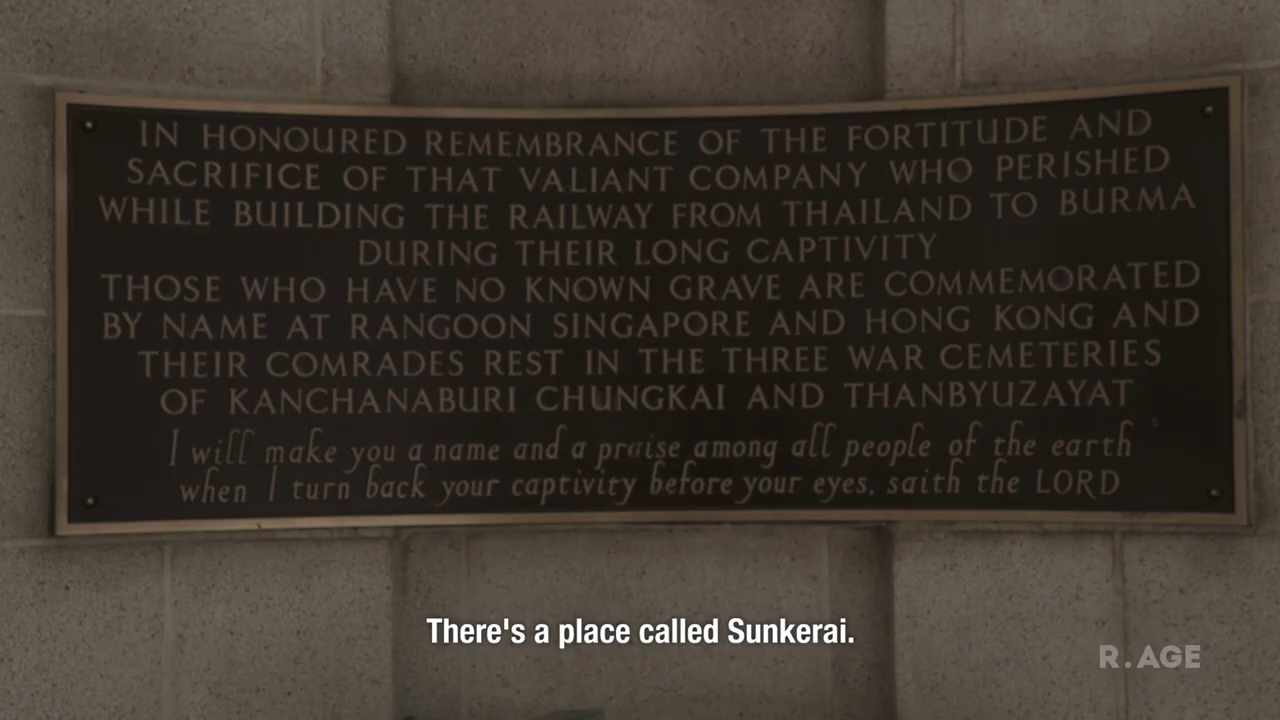 IN HONOURED REMEMBRANCE OF THE FORTITUDE AND
SACRIFICE OF THAT VALIANT COMPANY WHO PERISHED
WHILE BUILDING THE RAILWAY FROM THAILAND TO BURMA
DURING THEIR LONG CAPTIVITY
THOSE WHO HAVE NO KNOWN GRAVE ARE COMMEMORATED
BY NAME AT RANGOON SINGAPORE AND HONG KONG AND
THEIR COMRADES REST IN THE THREE WAR CEMETERIES
OF KANCHANABURI CHUNGKAI AND THANBYUZAYAT
I will make you a name and a praise among all people of the earth
when I turn back your captivity before your eyes, saith the LORD
There's a place called Sunkerai.
R.AGE